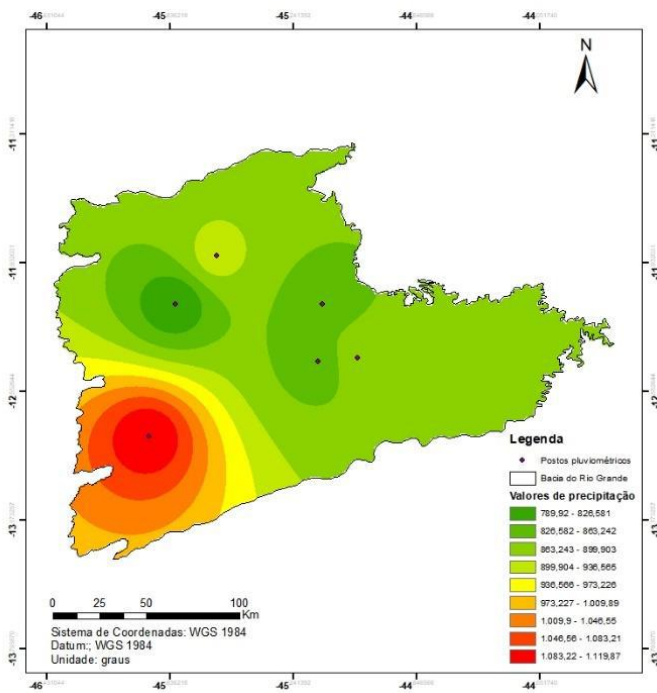 -46 -45 -45 -44 -44
N
-11
-11
-12
-13
-13
Legenda
Postos pluviométricos
Bacia do Rio Grande
Valores de precipitação
789,92 - 826,581
826,582 - 863,242
863,243 - 899,903
899,904 - 936,565
936,566 - 973,226
973,227 - 1.009,89
1.009,9 - 1.046,55
1.046,56 - 1.083,21
1.083,22 - 1.119,87
0 25 50 100
Km
Sistema de Coordenadas: WGS 1984
Datum:; WGS 1984
Unidade: graus
-46 -45 -45 -44 -44